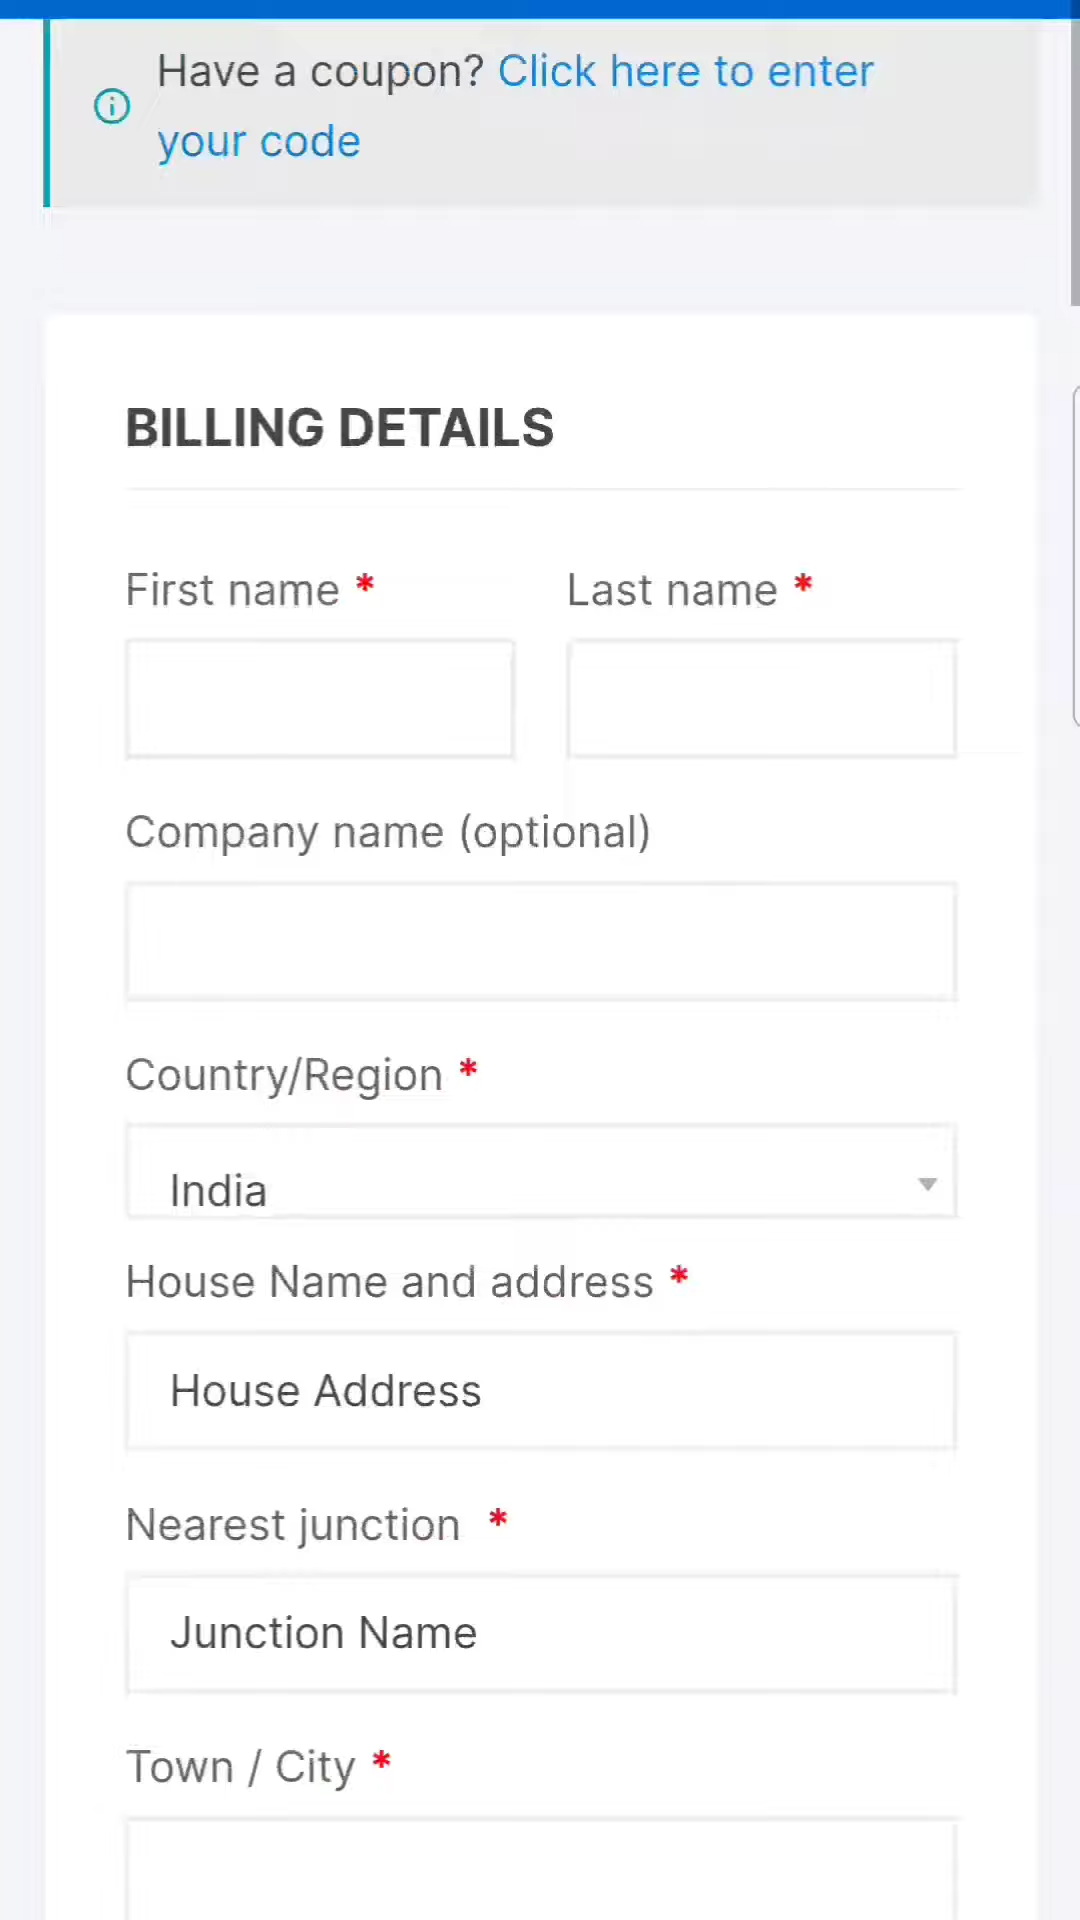 Have a coupon? Click here to enter
your code
BILLING DETAILS
First name *
Last name *
Company name (optional)
Country/Region *
India
House Name and address *
House Address
Nearest junction *
Junction Name
Town / City *